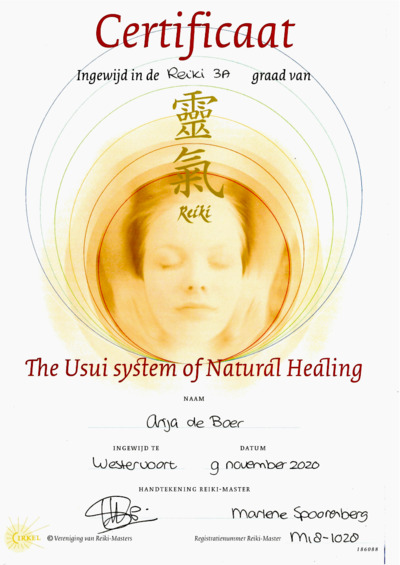 Certificaat
Ingewijd in de Reiki 3A graad van
靈
氣
Reiki
The Usui system of Natural Healing
NAAM
Anja de Boer
INGEWIJD TE DATUM
Westervoort 9 november 2020
HANDTEKENING REIKI-MASTER
Marlene Spoorenberg
CIRKEL © Vereniging van Reiki-Masters Registratienummer Reiki-Master M18-1020
186088